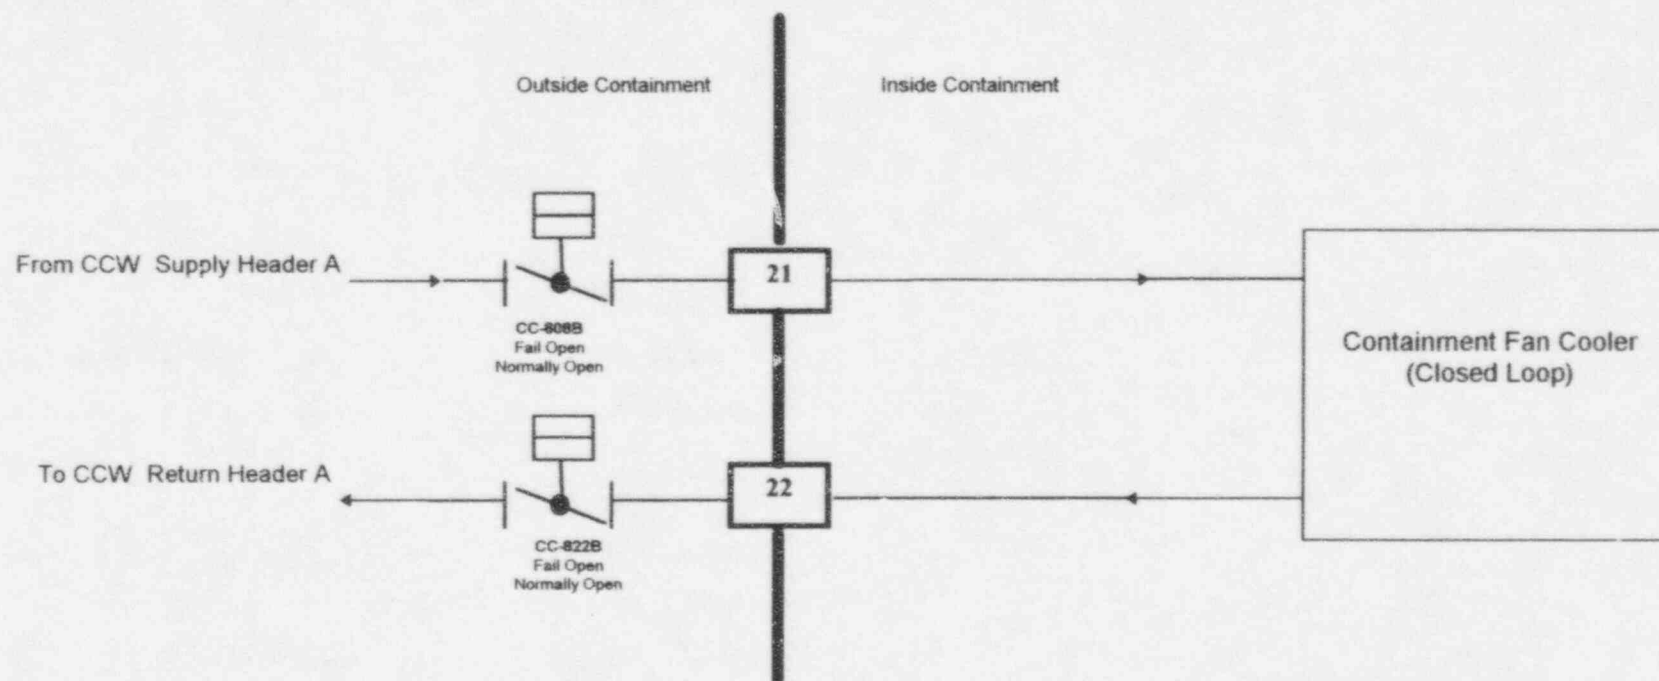 Outside Containment
Inside Containment
From CCW Supply Header A
21
CC-808B
Fail Open
Normally Open
Containment Fan Cooler
(Closed Loop)
To CCW Return Header A
22
CC-822B
Fail Open
Normally Open